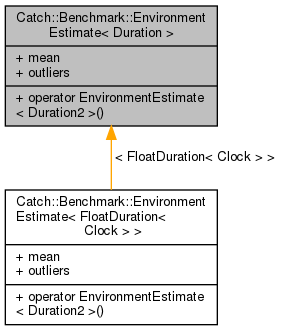 Catch::Benchmark::Environment
Estimate< Duration >
+ mean
+ outliers
+ operator EnvironmentEstimate
< Duration2 >()
< FloatDuration< Clock > >
Catch::Benchmark::Environment
Estimate< FloatDuration<
Clock > >
+ mean
+ outliers
+ operator EnvironmentEstimate
< Duration2 >()